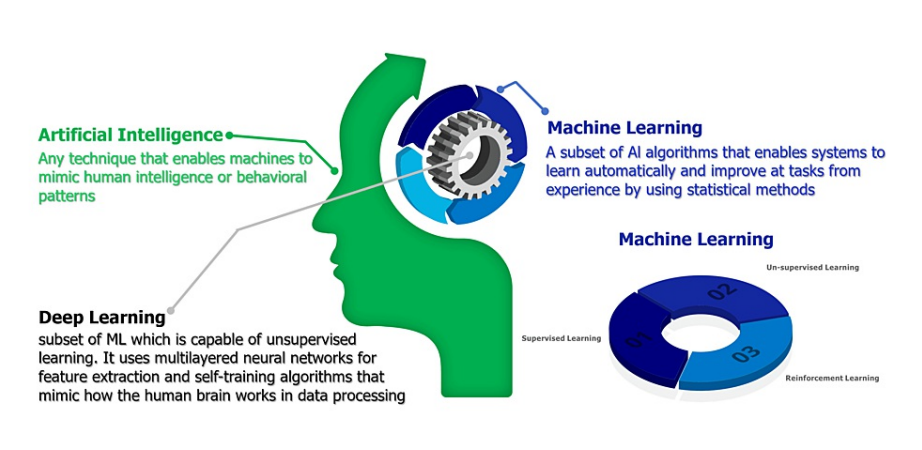 Artificial Intelligence
Any technique that enables machines to
mimic human intelligence or behavioral
patterns
Machine Learning
A subset of AI algorithms that enables systems to
learn automatically and improve at tasks from
experience by using statistical methods
Deep Learning
subset of ML which is capable of unsupervised
learning. It uses multilayered neural networks for
feature extraction and self-training algorithms that
mimic how the human brain works in data processing
Machine Learning
Un-supervised Learning
02
Supervised Learning
01
03
Reinforcement Learning